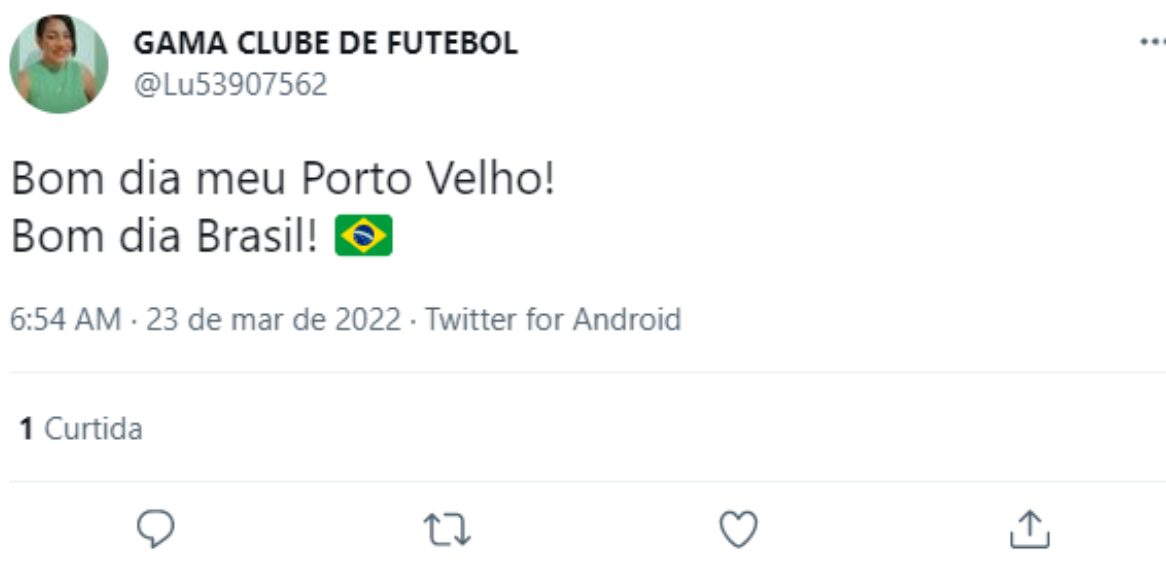 GAMA CLUBE DE FUTEBOL
@Lu53907562
Bom dia meu Porto Velho!
Bom dia Brasil! 🇧🇷
6:54 AM · 23 de mar de 2022 · Twitter for Android
1 Curtida